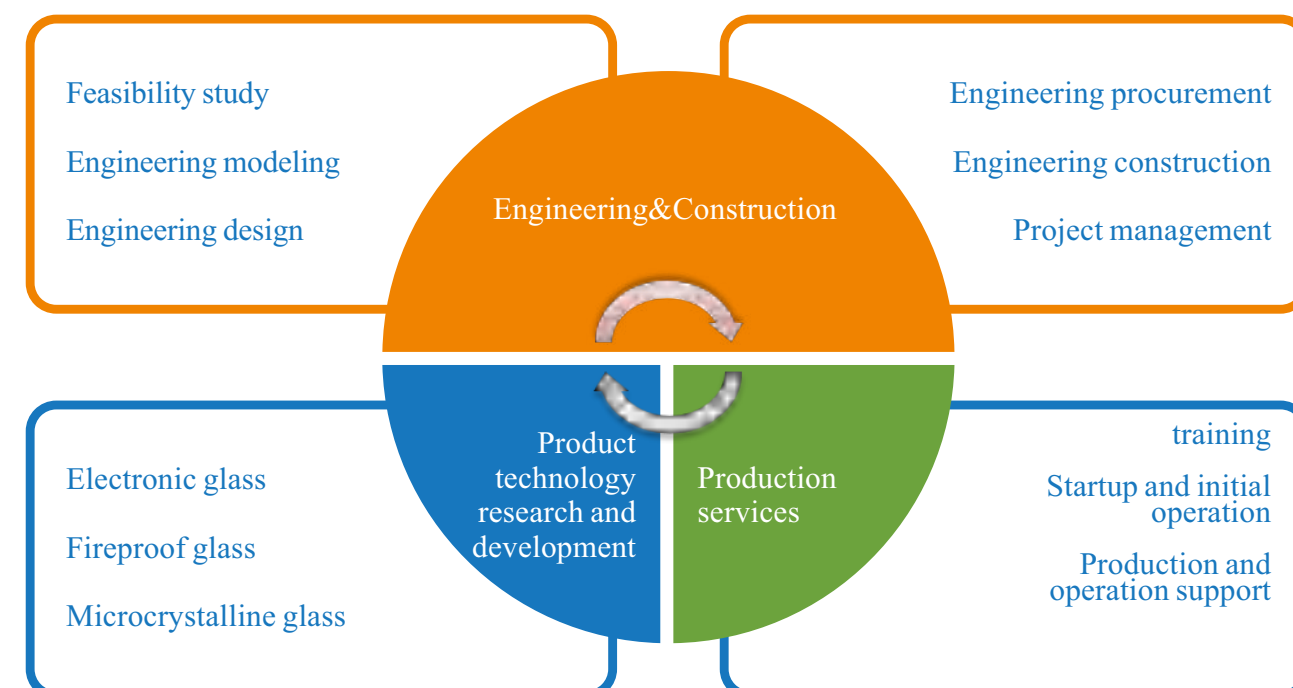 Feasibility study
Engineering modeling
Engineering design
Engineering procurement
Engineering construction
Project management
Engineering&Construction
Product
technology
research and
development
Production
services
Electronic glass
Fireproof glass
Microcrystalline glass
training
Startup and initial
operation
Production and
operation support